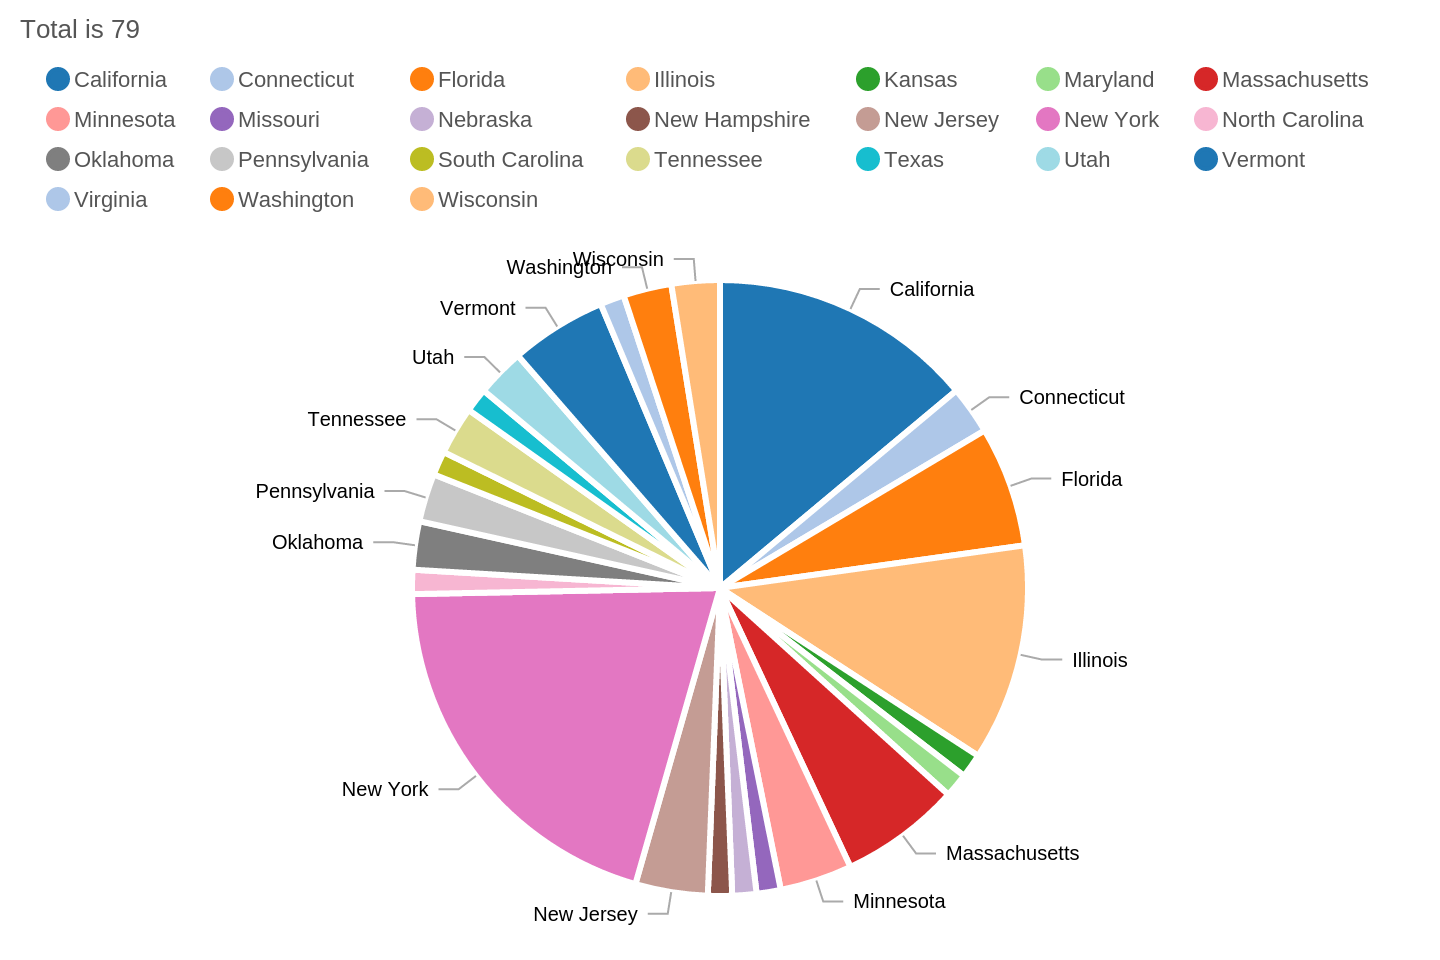 Total is 79
California Connecticut Florida Illinois Kansas Maryland Massachusetts
Minnesota Missouri Nebraska New Hampshire New Jersey New York North Carolina
Oklahoma Pennsylvania South Carolina Tennessee Texas Utah Vermont
Virginia Washington Wisconsin
Wisconsin
Washington
California
Vermont
Utah
Connecticut
Tennessee
Florida
Pennsylvania
Oklahoma
Illinois
New York
Massachusetts
Minnesota
New Jersey